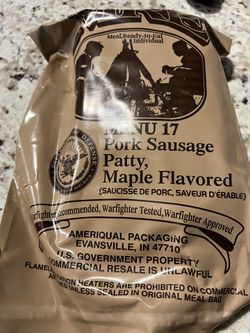 Meal, Ready-to-Eat
Individual
MENU 17
Pork Sausage
Patty,
Maple Flavored
(SAUCISSE DE PORC, SAVEUR D'ÉRABLE)
Warfighter Recommended, Warfighter Tested, Warfighter Approved
AMERIQUAL PACKAGING
EVANSVILLE, IN 47710
U.S. GOVERNMENT PROPERTY
COMMERCIAL RESALE IS UNLAWFUL
HEATERS ARE PROHIBITED ON COMMERCIAL
UNLESS SEALED IN ORIGINAL MEAL BAG